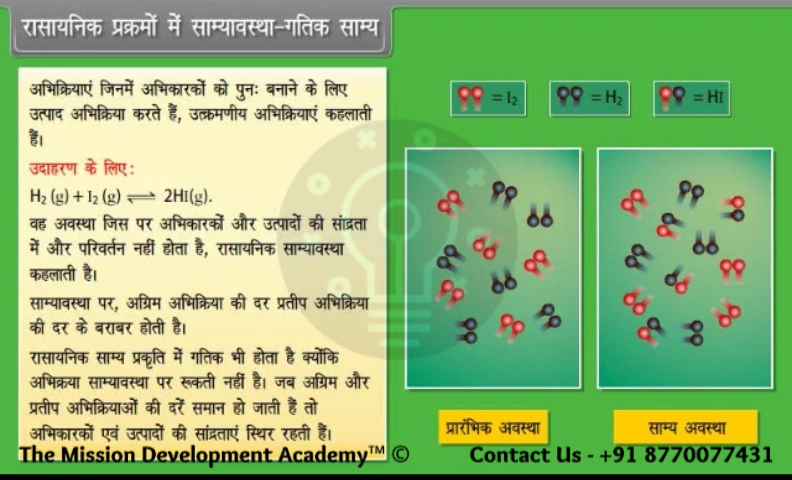 रासायनिक प्रक्रमों में साम्यावस्था-गतिक साम्य
अभिक्रियाएं जिनमें अभिकारकों को पुनः बनाने के लिए
उत्पाद अभिक्रिया करते हैं, उत्क्रमणीय अभिक्रियाएं कहलाती
हैं।
उदाहरण के लिए:
H₂ (g) + I₂ (g) ⇌ 2HI(g).
वह अवस्था जिस पर अभिकारकों और उत्पादों की सांद्रता
में और परिवर्तन नहीं होता है, रासायनिक साम्यावस्था
कहलाती है।
साम्यावस्था पर, अग्रिम अभिक्रिया की दर प्रतीप अभिक्रिया
की दर के बराबर होती है।
रासायनिक साम्य प्रकृति में गतिक भी होता है क्योंकि
अभिक्रया साम्यावस्था पर रूकती नहीं है। जब अग्रिम और
प्रतीप अभिक्रियाओं की दरें समान हो जाती हैं तो
अभिकारकों एवं उत्पादों की सांद्रताएं स्थिर रहती हैं।
= I₂
= H₂
= HI
प्रारंभिक अवस्था
साम्य अवस्था
The Mission Development Academy™ ©
Contact Us - +91 8770077431